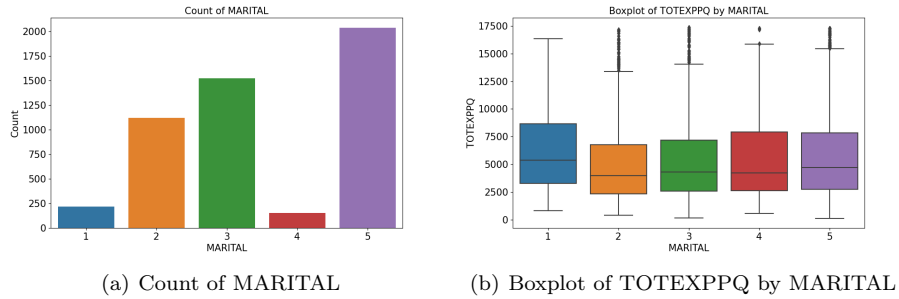 Count of MARITAL
2000
1750
1500
1250
1000
750
500
250
0
Count
1 2 3 4 5
MARITAL
(a) Count of MARITAL
Boxplot of TOTEXPPQ by MARITAL
17500
15000
12500
10000
7500
5000
2500
0
TOTEXPPQ
1 2 3 4 5
MARITAL
(b) Boxplot of TOTEXPPQ by MARITAL